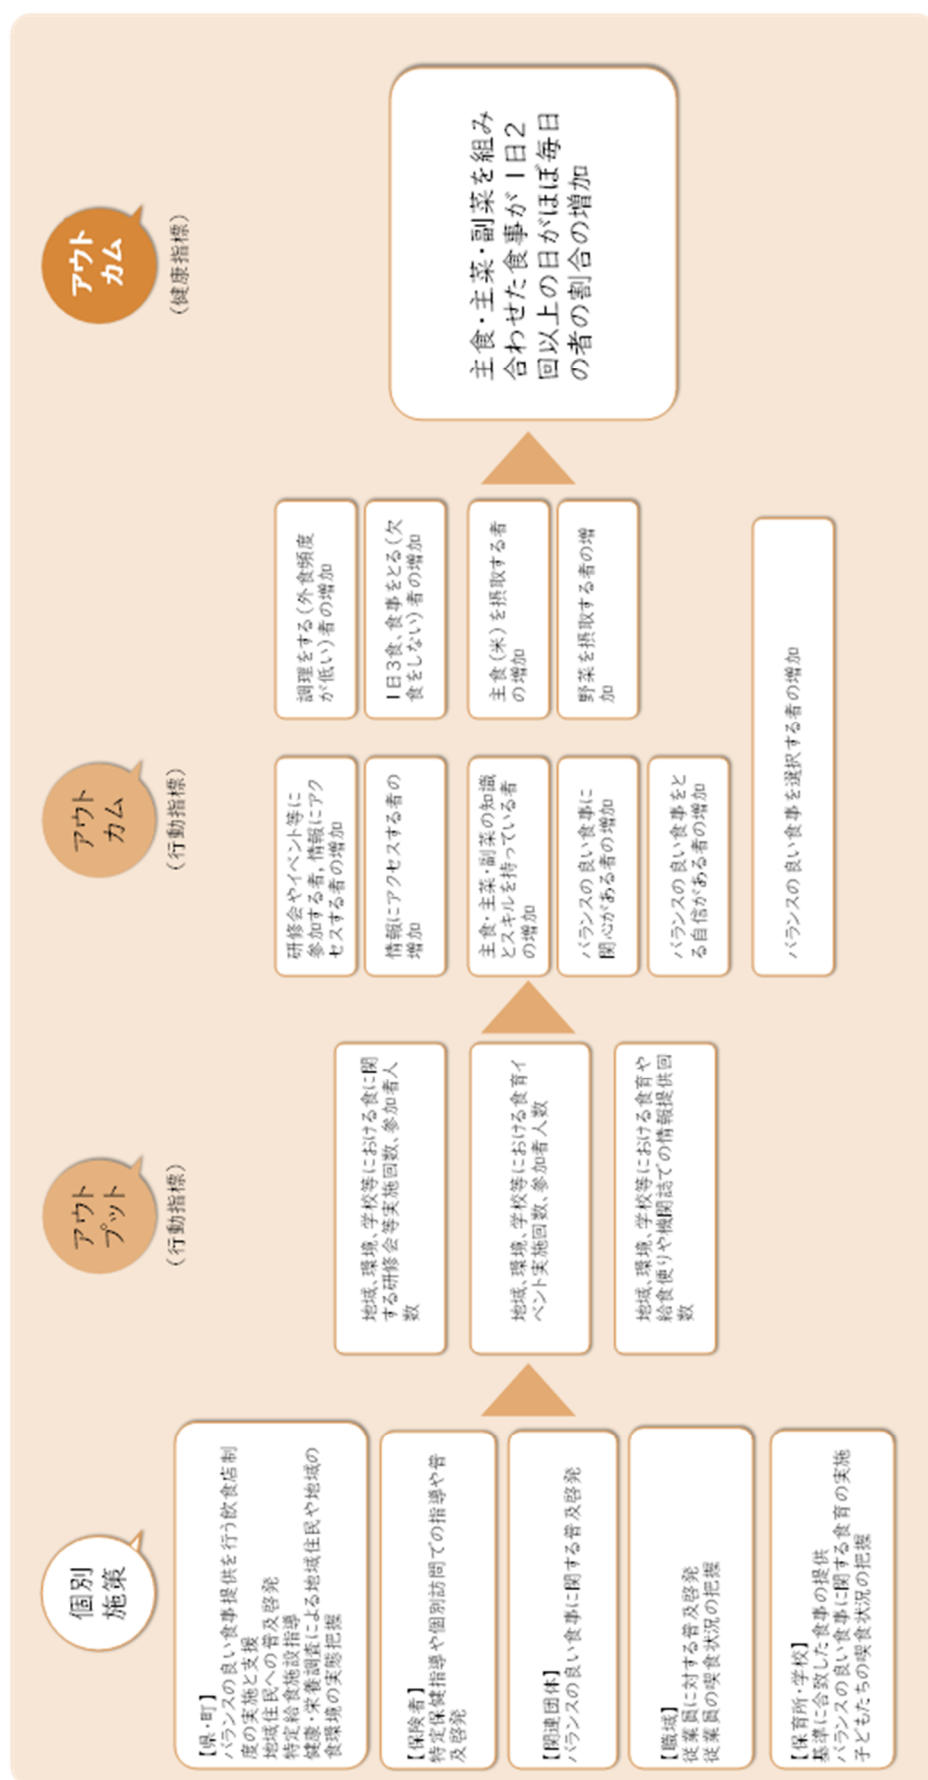 個別
施策
【県・町】
バランスの良い食事提供を行う飲食店制
度の実施と支援
地域住民への普及啓発
特定給食施設指導
健康・栄養調査による地域住民や地域の
食環境の実態把握
【保険者】
特定保健指導や個別訪問での指導や普
及啓発
【関連団体】
バランスの良い食事に関する普及啓発
【職域】
従業員に対する普及啓発
従業員の喫食状況の把握
【保育所・学校】
基準に合致した食事の提供
バランスの良い食事に関する食育の実施
子どもたちの喫食状況の把握
アウト
プット
（行動指標）
地域、環境、学校等における食に関
する研修会等実施回数、参加者人
数
地域、環境、学校等における食育イ
ベント実施回数、参加者人数
地域、環境、学校等における食育や
給食便りや機関誌での情報提供回
数
アウト
カム
（行動指標）
研修会やイベント等に
参加する者、情報にアク
セスする者の増加
情報にアクセスする者の
増加
主食・主菜・副菜の知識
とスキルを持っている者
の増加
バランスの良い食事に
関心がある者の増加
バランスの良い食事をと
る自信がある者の増加
調理をする（外食頻度
が低い）者の増加
1日3食、食事をとる（欠
食をしない）者の増加
主食（米）を摂取する者
の増加
野菜を摂取する者の増
加
バランスの良い食事を選択する者の増加
アウト
カム
（健康指標）
主食・主菜・副菜を組み
合わせた食事が1日2
回以上の日がほぼ毎日
の者の割合の増加